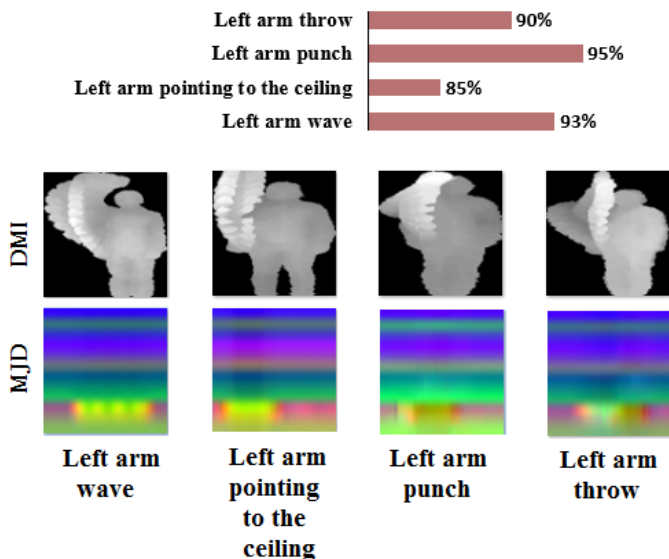 Left arm throw 90%
Left arm punch 95%
Left arm pointing to the ceiling 85%
Left arm wave 93%
DMI
MJD
Left arm
wave
Left arm
pointing
to the
ceiling
Left arm
punch
Left arm
throw